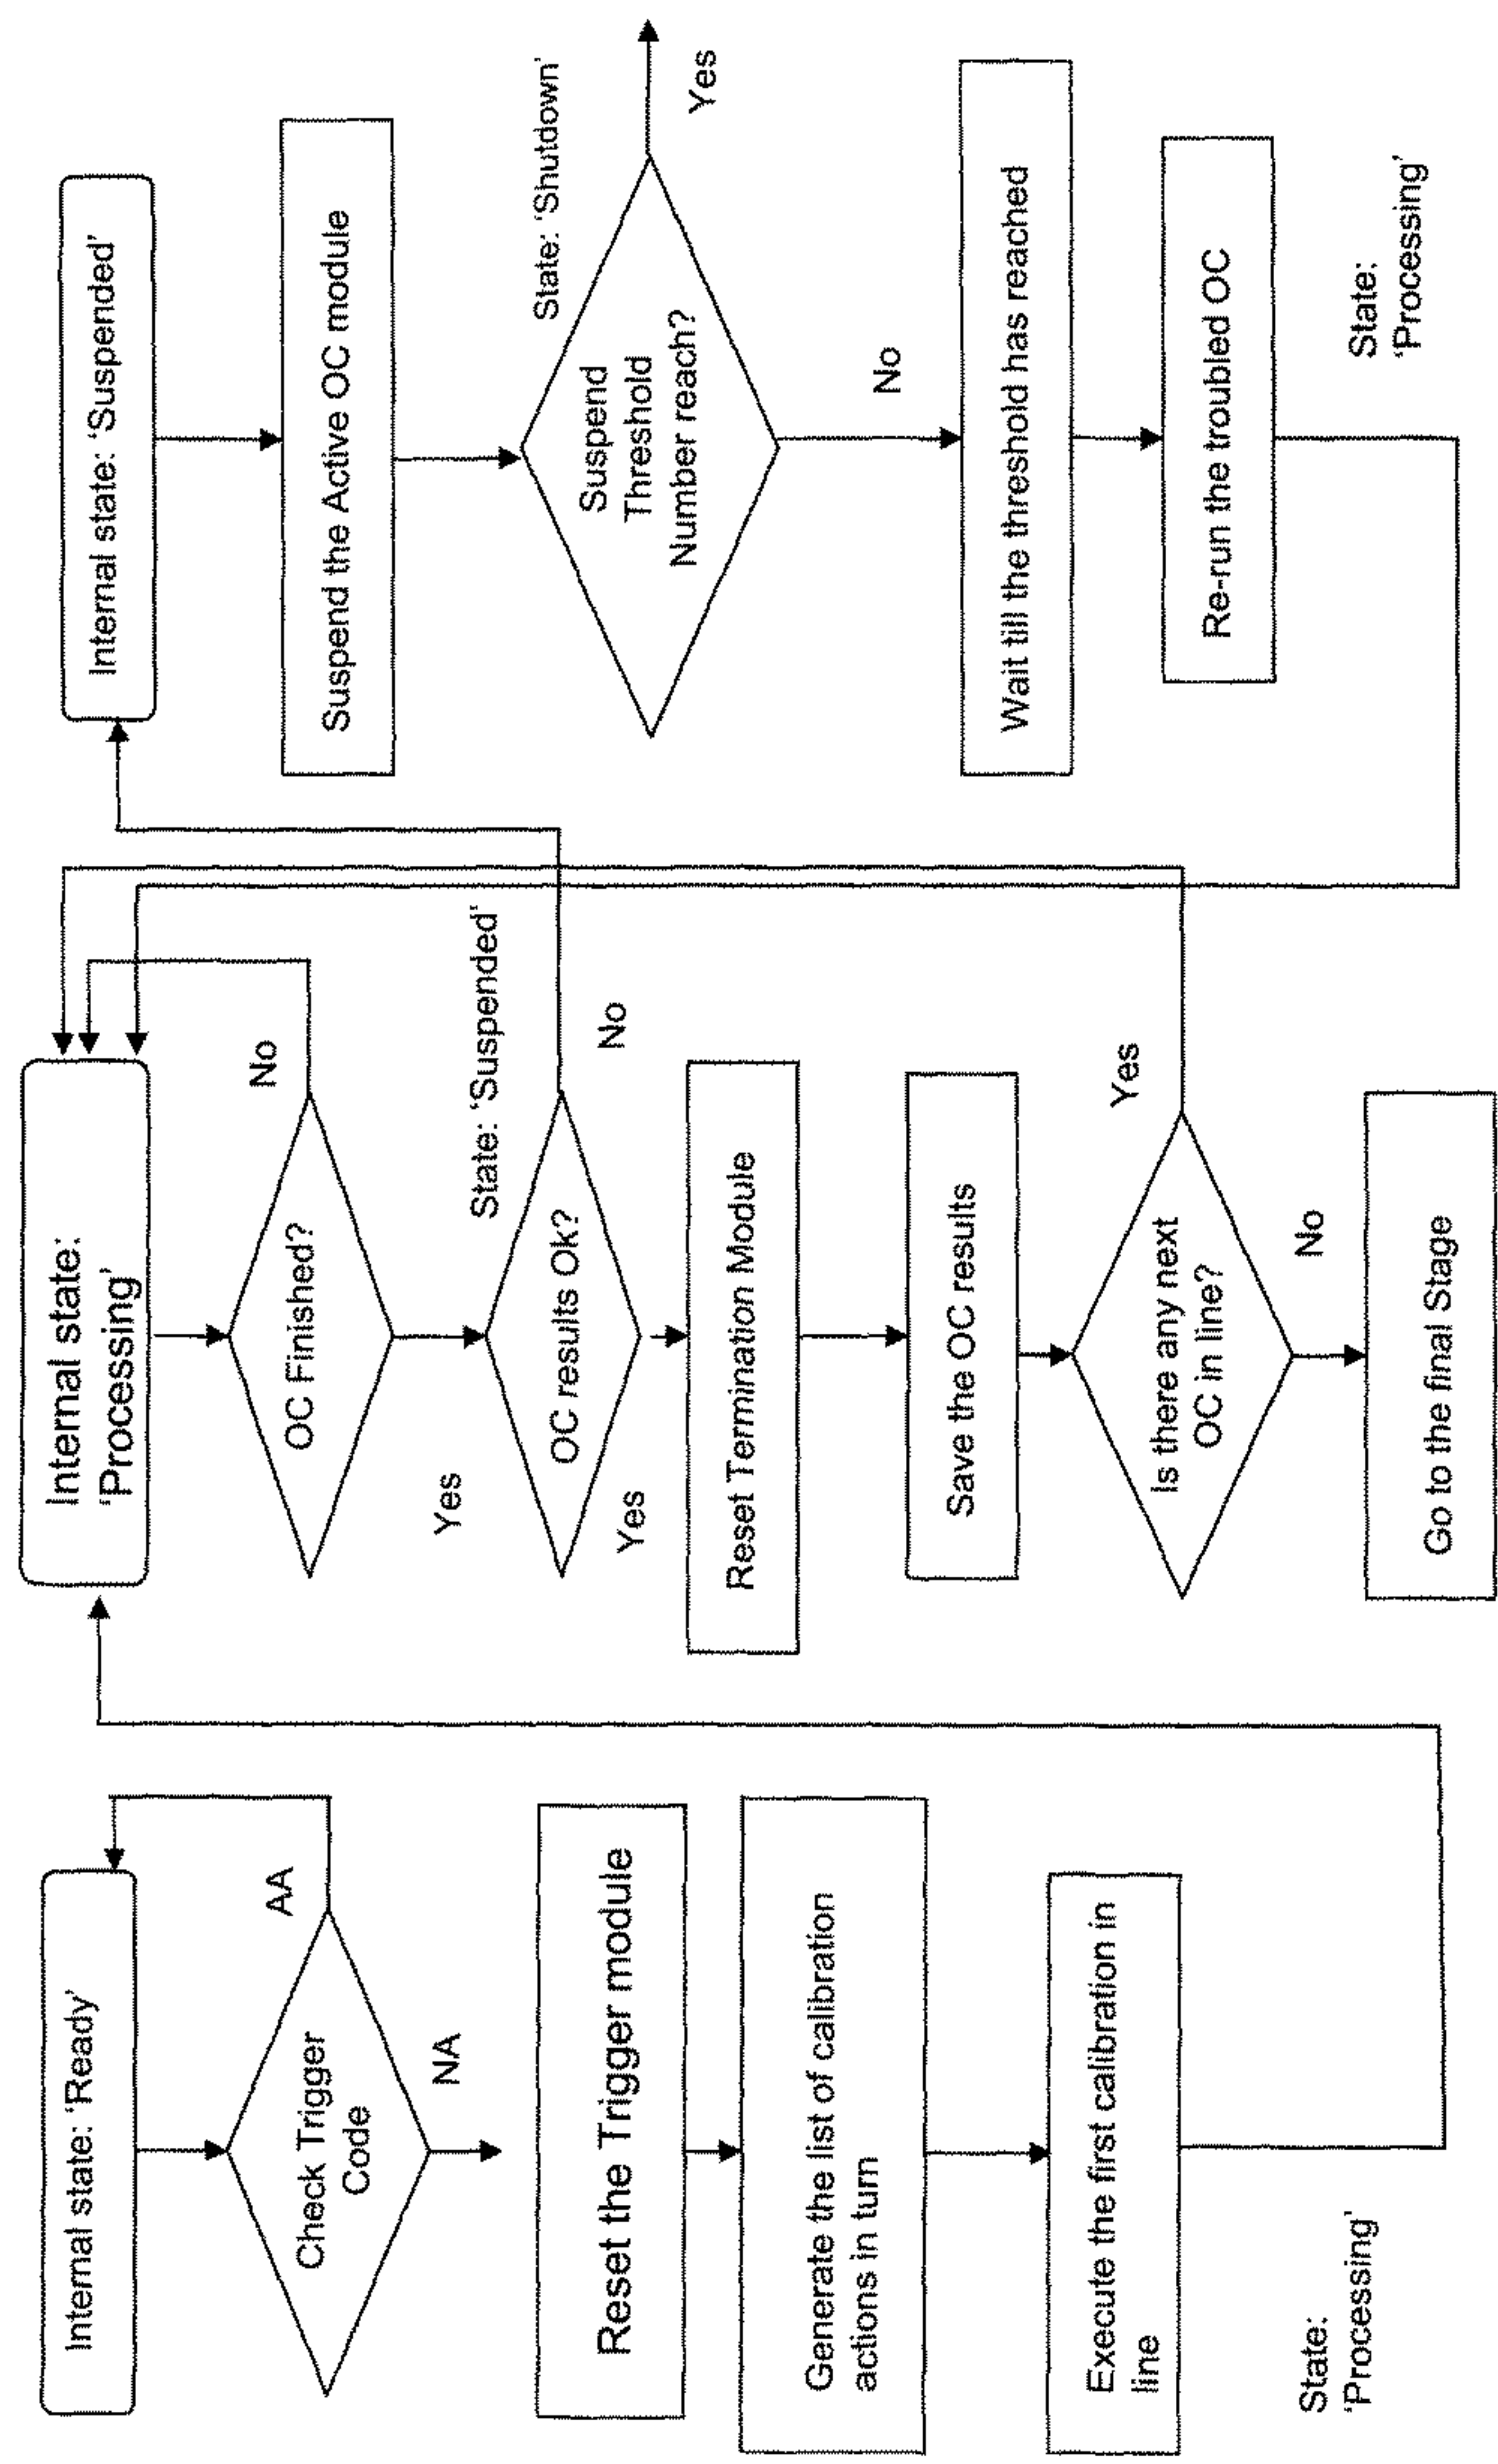 Internal state: 'Ready'
Check Trigger
Code
AA
NA
Reset the Trigger module
Generate the list of calibration
actions in turn
Execute the first calibration in
line
State:
'Processing'
Internal state:
'Processing'
OC Finished?
No
Yes
State: 'Suspended'
OC results Ok?
No
Yes
Reset Termination Module
Save the OC results
Is there any next
OC in line?
Yes
No
Go to the final Stage
Internal state: 'Suspended'
Suspend the Active OC module
State: 'Shutdown'
Suspend
Threshold
Number reach?
Yes
No
Wait till the threshold has reached
Re-run the troubled OC
State:
'Processing'